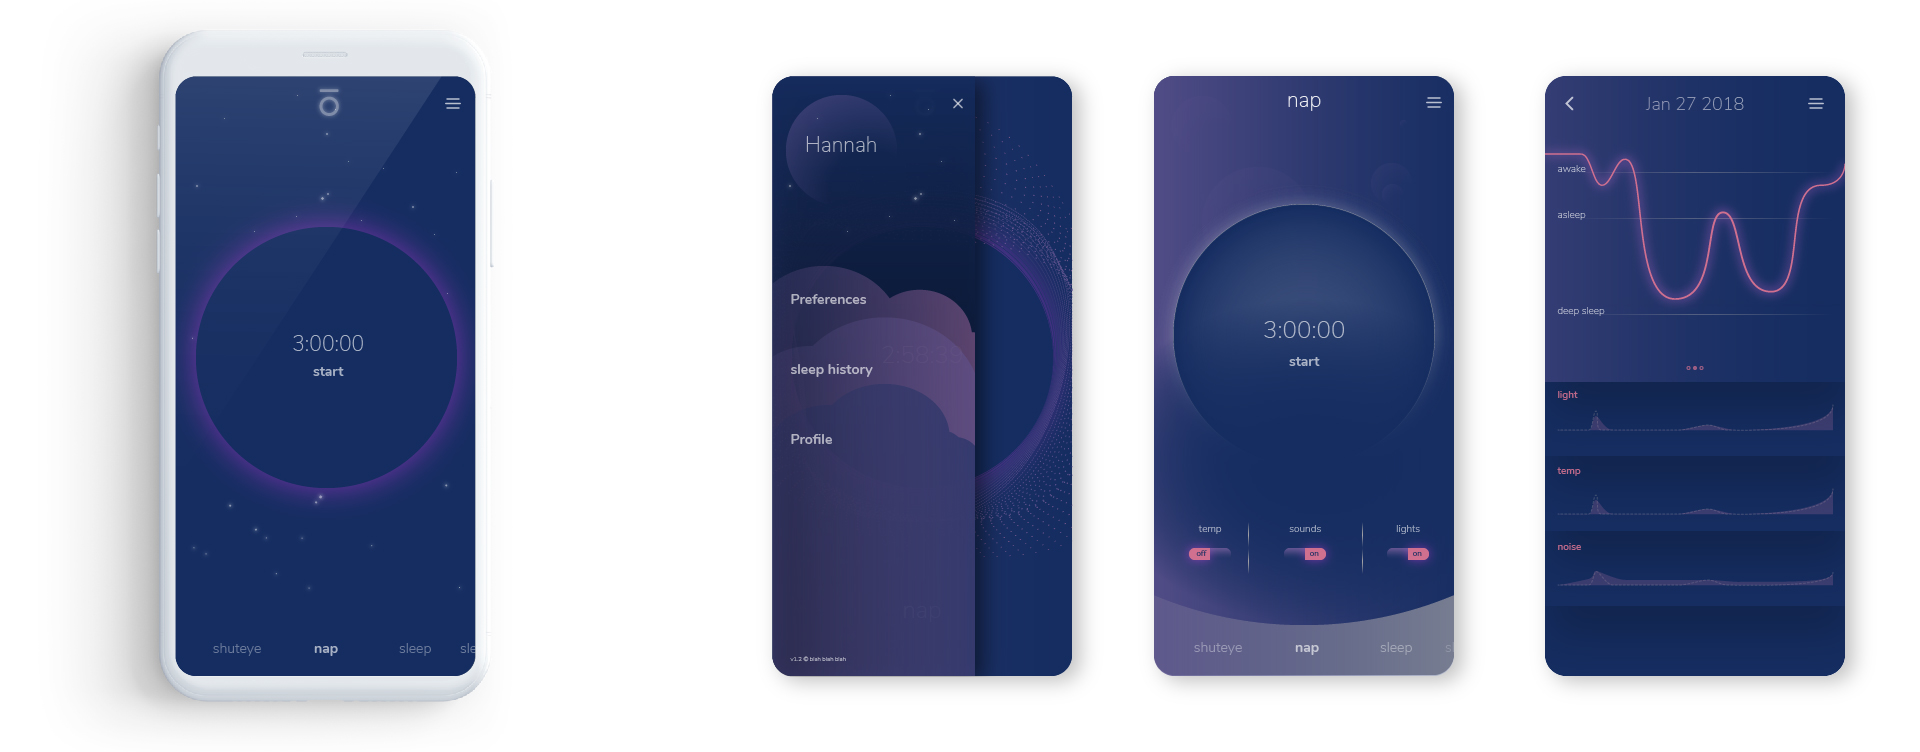 3:00:00
start
shuteye nap sleep sle
Hannah
Preferences
sleep history
Profile
nap
v1.2 © blah blah blah
nap
3:00:00
start
temp sounds lights
off on on
shuteye nap sleep sl
Jan 27 2018
awake
asleep
deep sleep
light
temp
noise